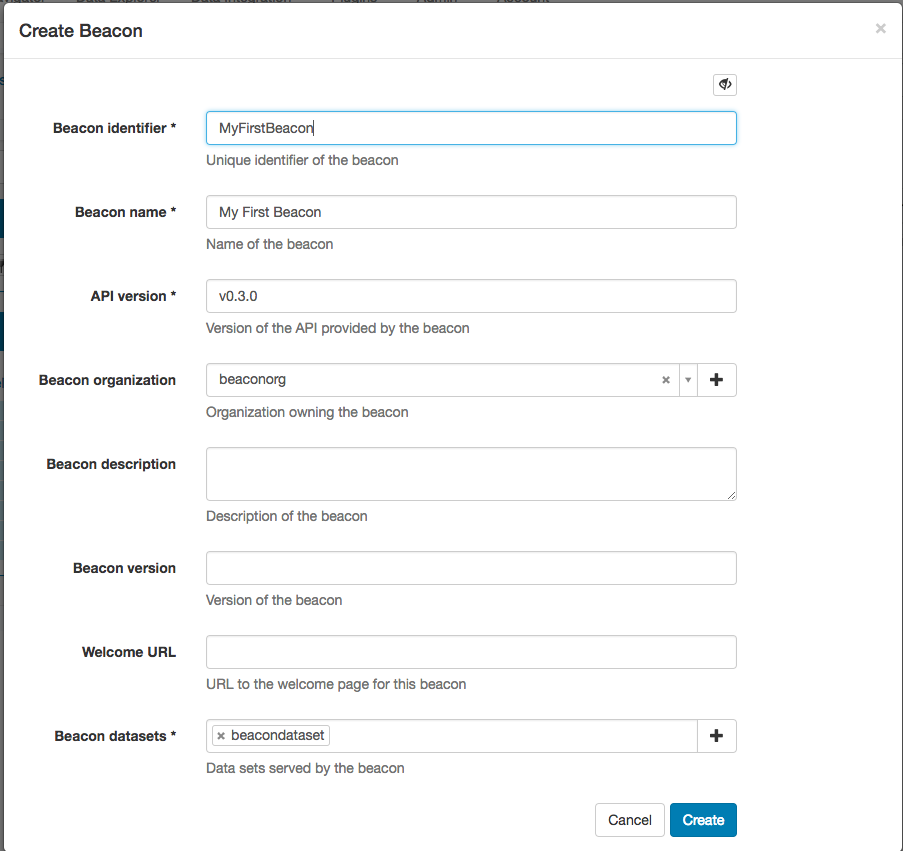 Create Beacon ×
Beacon identifier * MyFirstBeacon
Unique identifier of the beacon
Beacon name * My First Beacon
Name of the beacon
API version * v0.3.0
Version of the API provided by the beacon
Beacon organization beaconorg × ▾ +
Organization owning the beacon
Beacon description
Description of the beacon
Beacon version
Version of the beacon
Welcome URL
URL to the welcome page for this beacon
Beacon datasets * × beacondataset +
Data sets served by the beacon
Cancel Create